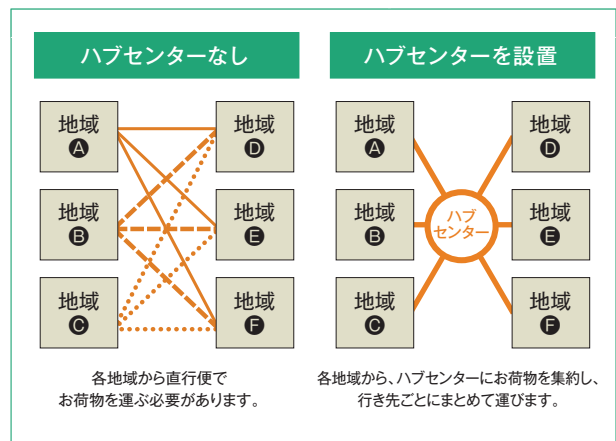 ハブセンターなし
地域
A
地域
B
地域
C
地域
D
地域
E
地域
F
各地域から直行便で
お荷物を運ぶ必要があります。
ハブセンターを設置
地域
A
地域
B
地域
C
ハブ
センター
地域
D
地域
E
地域
F
各地域から、ハブセンターにお荷物を集約し、
行き先ごとにまとめて運びます。